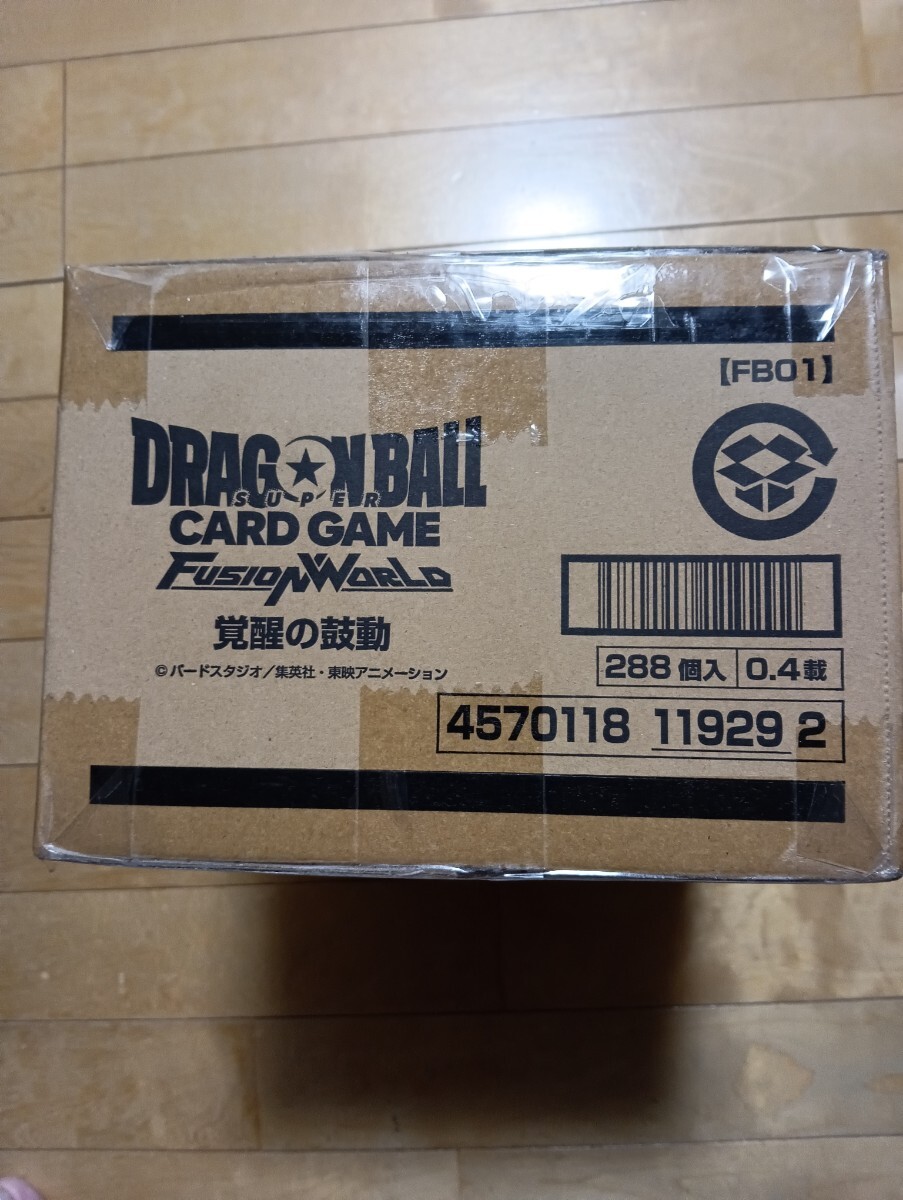 【FB01】
DRAGON BALL
SUPER
CARD GAME
FUSION WORLD
覚醒の鼓動
©バードスタジオ／集英社・東映アニメーション
288 個入 0.4載
4570118 11929 2